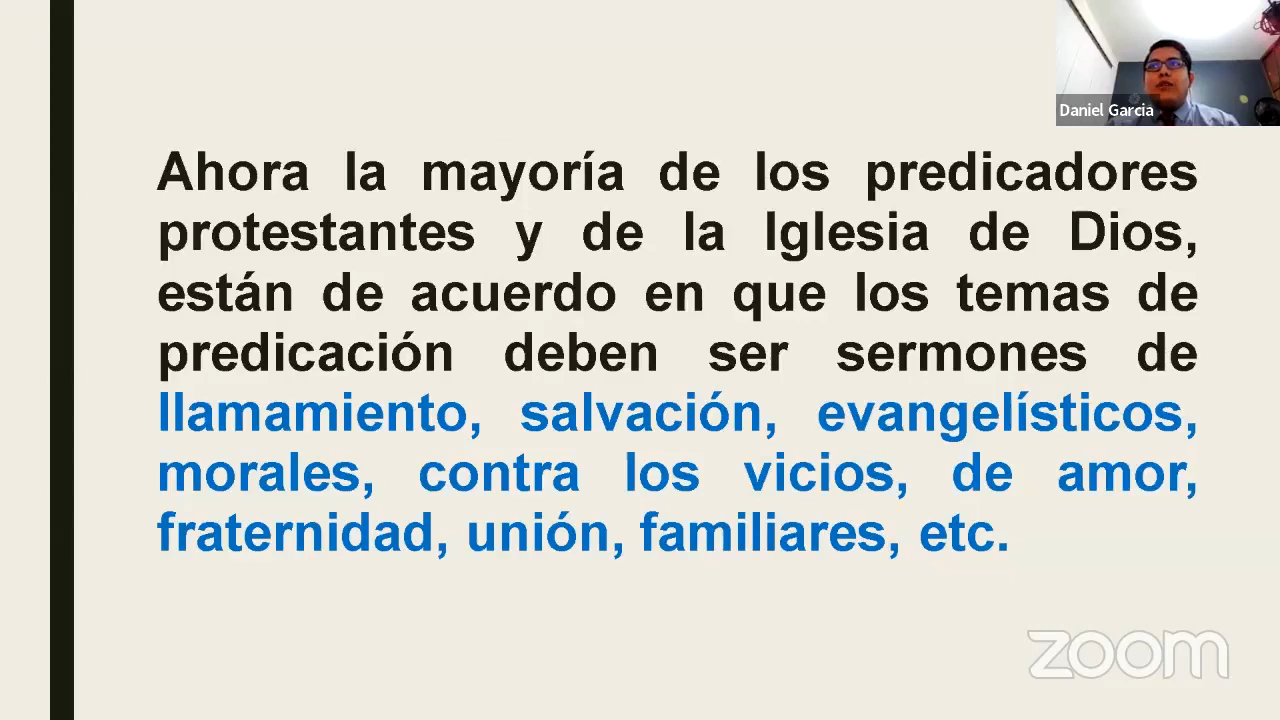 Daniel Garcia
Ahora la mayoría de los predicadores
protestantes y de la Iglesia de Dios,
están de acuerdo en que los temas de
predicación deben ser sermones de
llamamiento, salvación, evangelísticos,
morales, contra los vicios, de amor,
fraternidad, unión, familiares, etc.
zoom